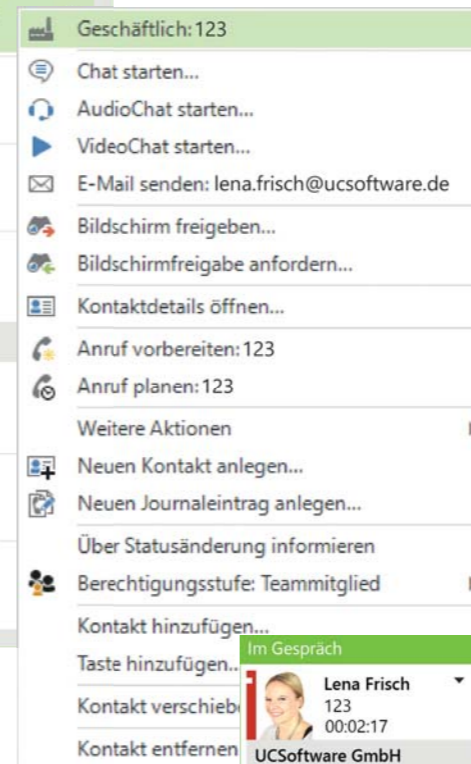 Geschäftlich: 123
Chat starten...
AudioChat starten...
VideoChat starten...
E-Mail senden: lena.frisch@ucsoftware.de
Bildschirm freigeben...
Bildschirmfreigabe anfordern...
Kontaktdetails öffnen...
Anruf vorbereiten: 123
Anruf planen: 123
Weitere Aktionen
Neuen Kontakt anlegen...
Neuen Journaleintrag anlegen...
Über Statusänderung informieren
Berechtigungsstufe: Teammitglied
Kontakt hinzufügen...
Taste hinzufügen...
Kontakt verschieb
Kontakt entfernen
Im Gespräch
Lena Frisch
123
00:02:17
UCSoftware GmbH